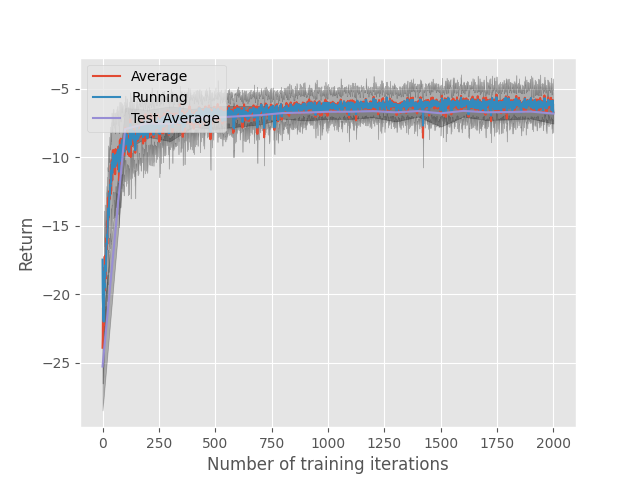 Average
Running
Test Average
−5
−10
−15
−20
−25
Return
0 250 500 750 1000 1250 1500 1750 2000
Number of training iterations